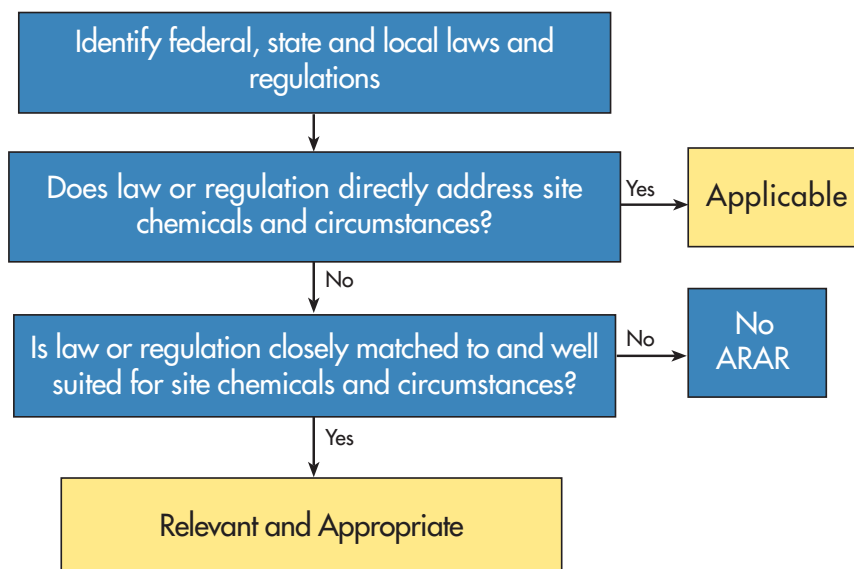 Identify federal, state and local laws and
regulations
Does law or regulation directly address site
chemicals and circumstances?
Yes
Applicable
No
Is law or regulation closely matched to and well
suited for site chemicals and circumstances?
No
No
ARAR
Yes
Relevant and Appropriate